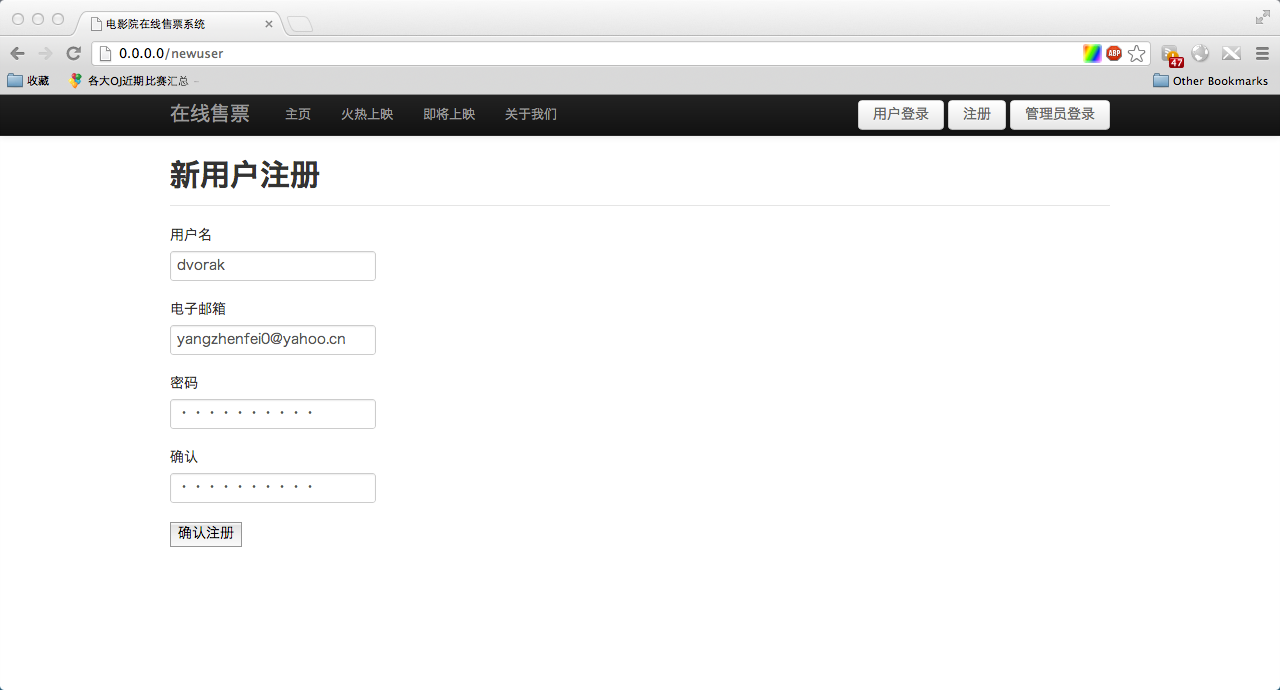 电影院在线售票系统
0.0.0.0/newuser
ABP
47
收藏
各大OJ近期比赛汇总 -
Other Bookmarks
在线售票 主页 火热上映 即将上映 关于我们 用户登录 注册 管理员登录
新用户注册
用户名
dvorak
电子邮箱
yangzhenfei0@yahoo.cn
密码
··········
确认
··········
确认注册